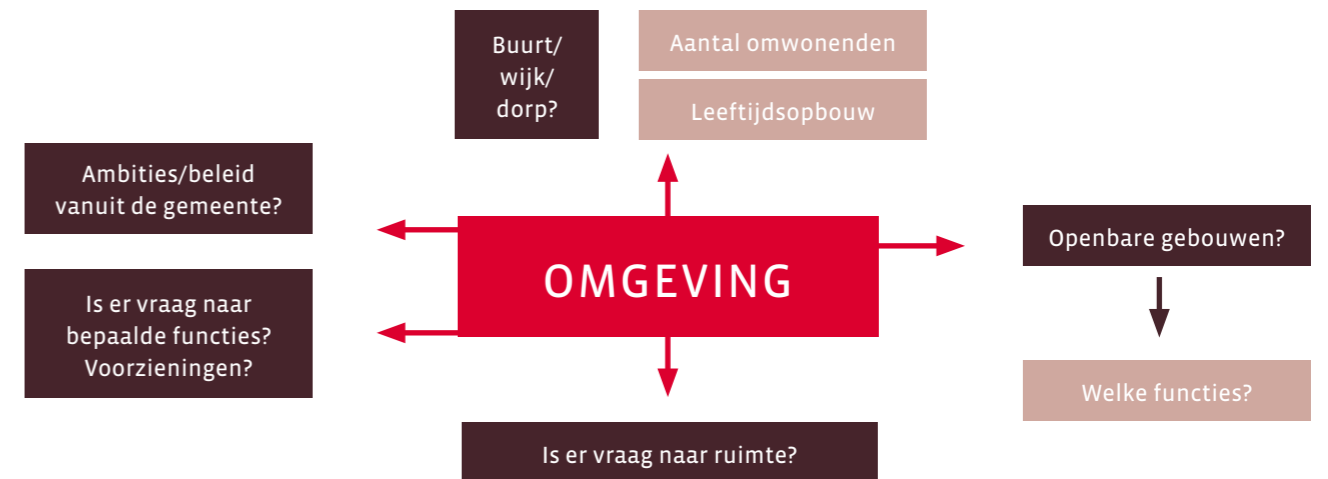 Buurt/
wijk/
dorp?
Aantal omwonenden
Leeftijdsopbouw
Ambities/beleid
vanuit de gemeente?
Is er vraag naar
bepaalde functies?
Voorzieningen?
OMGEVING
Openbare gebouwen?
Welke functies?
Is er vraag naar ruimte?